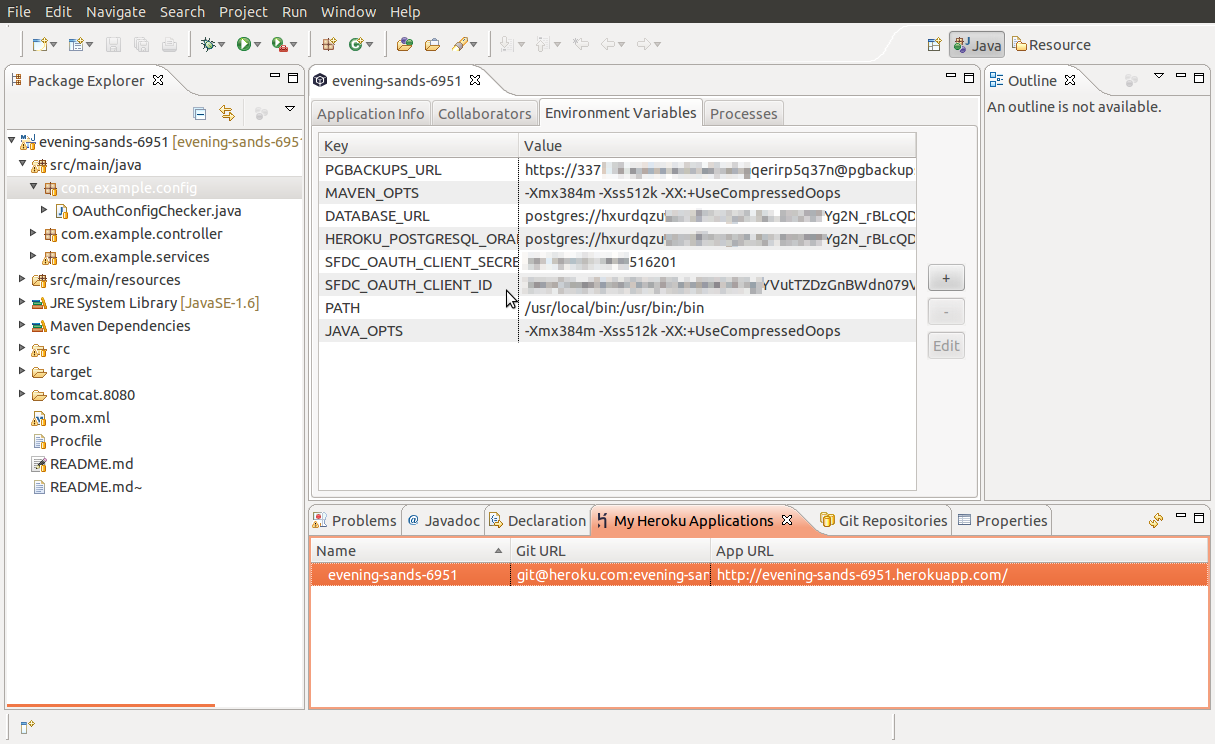 File Edit Navigate Search Project Run Window Help
Java Resource
Package Explorer
evening-sands-6951 [evening-sands-695
src/main/java
com.example.config
OAuthConfigChecker.java
com.example.controller
com.example.services
src/main/resources
JRE System Library [JavaSE-1.6]
Maven Dependencies
src
target
tomcat.8080
pom.xml
Procfile
README.md
README.md~
evening-sands-6951
Application Info Collaborators Environment Variables Processes
Key Value
PGBACKUPS_URL https://337 qerirp5q37n@pgbackup
MAVEN_OPTS -Xmx384m -Xss512k -XX:+UseCompressedOops
DATABASE_URL postgres://hxurdqzu Yg2N_rBLcQD
HEROKU_POSTGRESQL_ORA postgres://hxurdqzu Yg2N_rBLcQD
SFDC_OAUTH_CLIENT_SECRE 516201
SFDC_OAUTH_CLIENT_ID YVutTZDzGnBWdn079V
PATH /usr/local/bin:/usr/bin:/bin
JAVA_OPTS -Xmx384m -Xss512k -XX:+UseCompressedOops
+
-
Edit
Outline
An outline is not available.
Problems @ Javadoc Declaration My Heroku Applications Git Repositories Properties
Name Git URL App URL
evening-sands-6951 git@heroku.com:evening-sar http://evening-sands-6951.herokuapp.com/